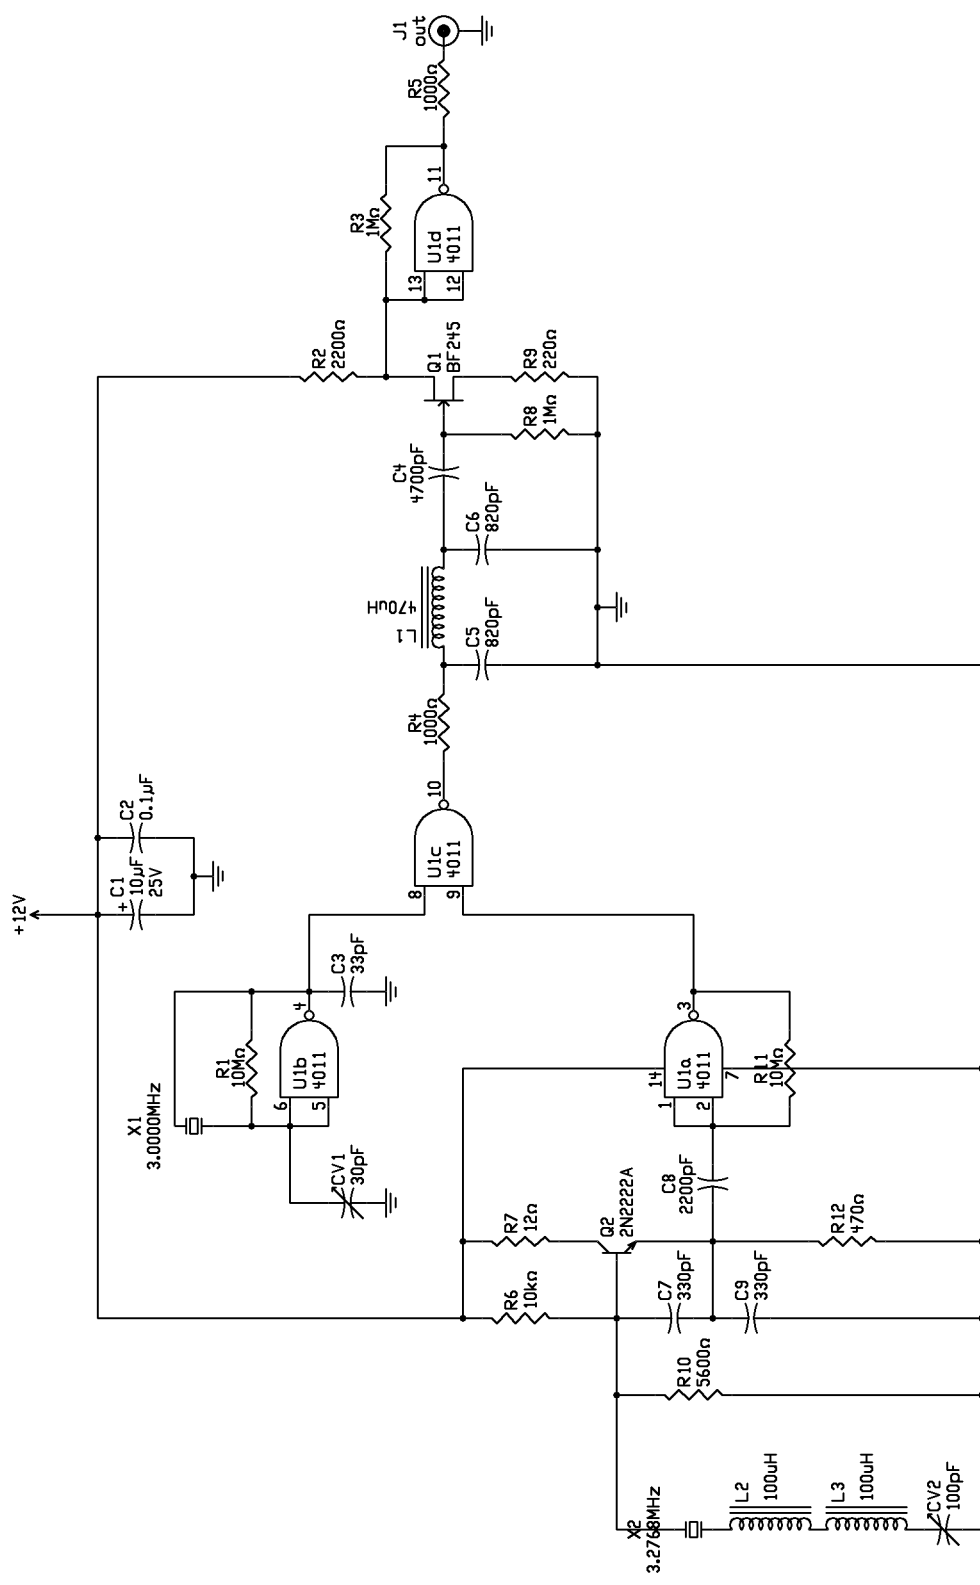 J1
out
R5
1000Ω
11
R3
1MΩ
U1d
4011
13
12
R2
2200Ω
Q1
BF245
R9
220Ω
R8
1MΩ
C4
4700pF
C6
820pF
L1
470uH
C5
820pF
R4
1000Ω
10
U1c
4011
8
9
+12V
C2
0.1µF
+
C1
10µF
25V
C3
33pF
4
R1
10MΩ
U1b
4011
6
5
X1
3.0000MHz
CV1
30pF
3
14
U1a
4011
7
R11
10MΩ
1
2
C8
2200pF
R7
12Ω
Q2
2N2222A
R12
470Ω
R6
10kΩ
C7
330pF
C9
330pF
R10
5600Ω
X2
3.2768MHz
L2
100uH
L3
100uH
CV2
100pF